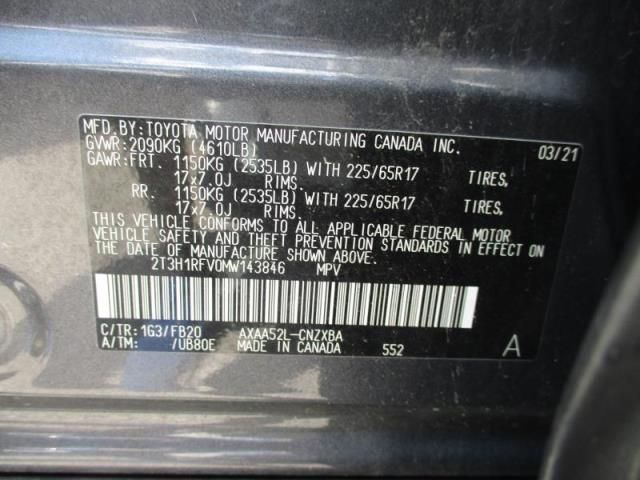 MFD.BY:TOYOTA MOTOR MANUFACTURING CANADA INC.
GVWR:2090KG (4610LB) 03/21
GAWR:FRT. 1150KG (2535LB) WITH 225/65R17 TIRES,
17x7.0J RIMS.
RR. 1150KG (2535LB) WITH 225/65R17 TIRES,
17x7.0J RIMS.
THIS VEHICLE CONFORMS TO ALL APPLICABLE FEDERAL MOTOR
VEHICLE SAFETY AND THEFT PREVENTION STANDARDS IN EFFECT ON
THE DATE OF MANUFACTURE SHOWN ABOVE.
2T3H1RFV0MW143846 MPV
C/TR: 1G3/FB20 AXAA52L-CNZXBA
A/TM: /UB80E MADE IN CANADA 552 A